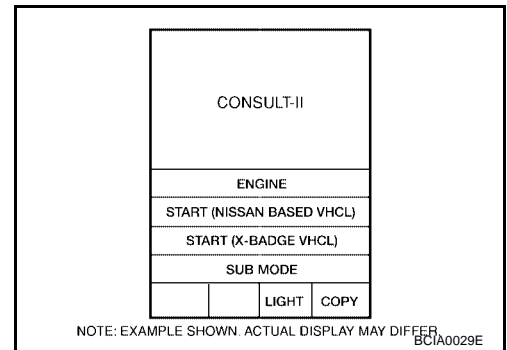 CONSULT-II
ENGINE
START (NISSAN BASED VHCL)
START (X-BADGE VHCL)
SUB MODE
LIGHT COPY
NOTE: EXAMPLE SHOWN. ACTUAL DISPLAY MAY DIFFER.
BCIA0029E